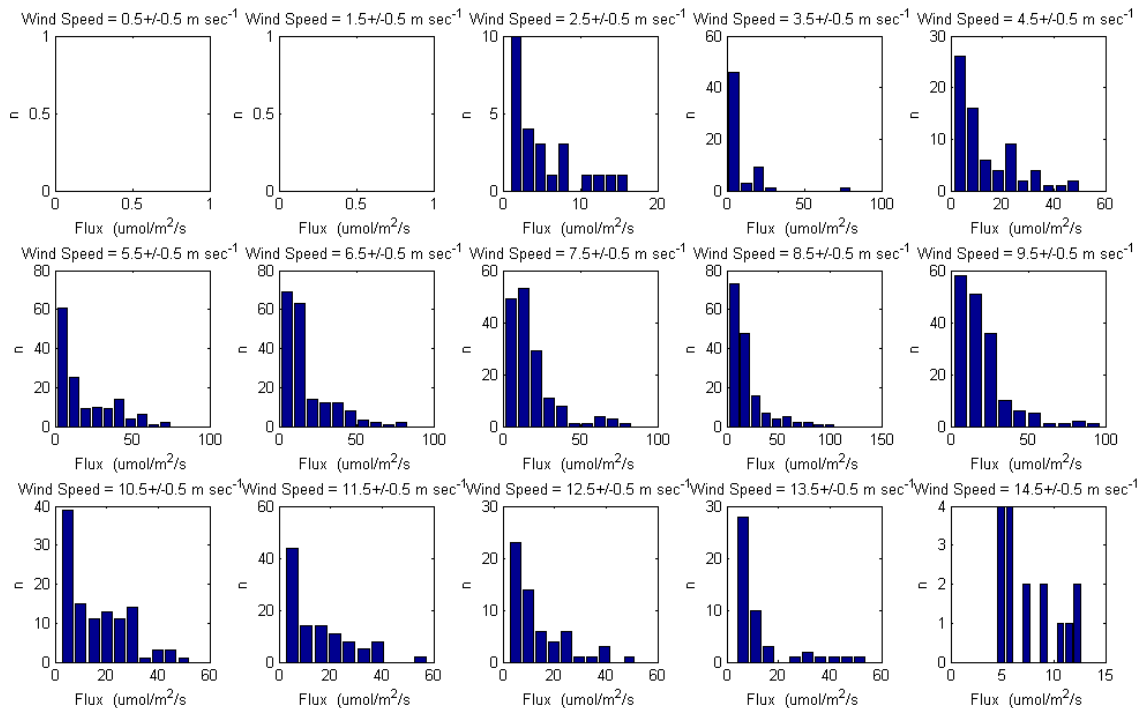 Wind Speed = 0.5+/-0.5 m sec⁻¹ Wind Speed = 1.5+/-0.5 m sec⁻¹ Wind Speed = 2.5+/-0.5 m sec⁻¹ Wind Speed = 3.5+/-0.5 m sec⁻¹ Wind Speed = 4.5+/-0.5 m sec⁻¹
1
0.5
0
n
0 0.5 1
Flux (umol/m²/s
1
0.5
0
n
0 0.5 1
Flux (umol/m²/s
10
5
0
n
0 10 20
Flux (umol/m²/s
60
40
20
0
n
0 50 100
Flux (umol/m²/s
30
20
10
0
n
0 20 40 60
Flux (umol/m²/s
Wind Speed = 5.5+/-0.5 m sec⁻¹ Wind Speed = 6.5+/-0.5 m sec⁻¹ Wind Speed = 7.5+/-0.5 m sec⁻¹ Wind Speed = 8.5+/-0.5 m sec⁻¹ Wind Speed = 9.5+/-0.5 m sec⁻¹
80
60
40
20
0
n
0 50 100
Flux (umol/m²/s
80
60
40
20
0
n
0 50 100
Flux (umol/m²/s
60
40
20
0
n
0 50 100
Flux (umol/m²/s
80
60
40
20
0
n
0 50 100 150
Flux (umol/m²/s
60
40
20
0
n
0 50 100
Flux (umol/m²/s
Wind Speed = 10.5+/-0.5 m sec⁻¹ Wind Speed = 11.5+/-0.5 m sec⁻¹ Wind Speed = 12.5+/-0.5 m sec⁻¹ Wind Speed = 13.5+/-0.5 m sec⁻¹ Wind Speed = 14.5+/-0.5 m sec⁻¹
40
30
20
10
0
n
0 20 40 60
Flux (umol/m²/s
60
40
20
0
n
0 20 40 60
Flux (umol/m²/s
30
20
10
0
n
0 20 40 60
Flux (umol/m²/s
30
20
10
0
n
0 20 40 60
Flux (umol/m²/s
4
3
2
1
0
n
0 5 10 15
Flux (umol/m²/s